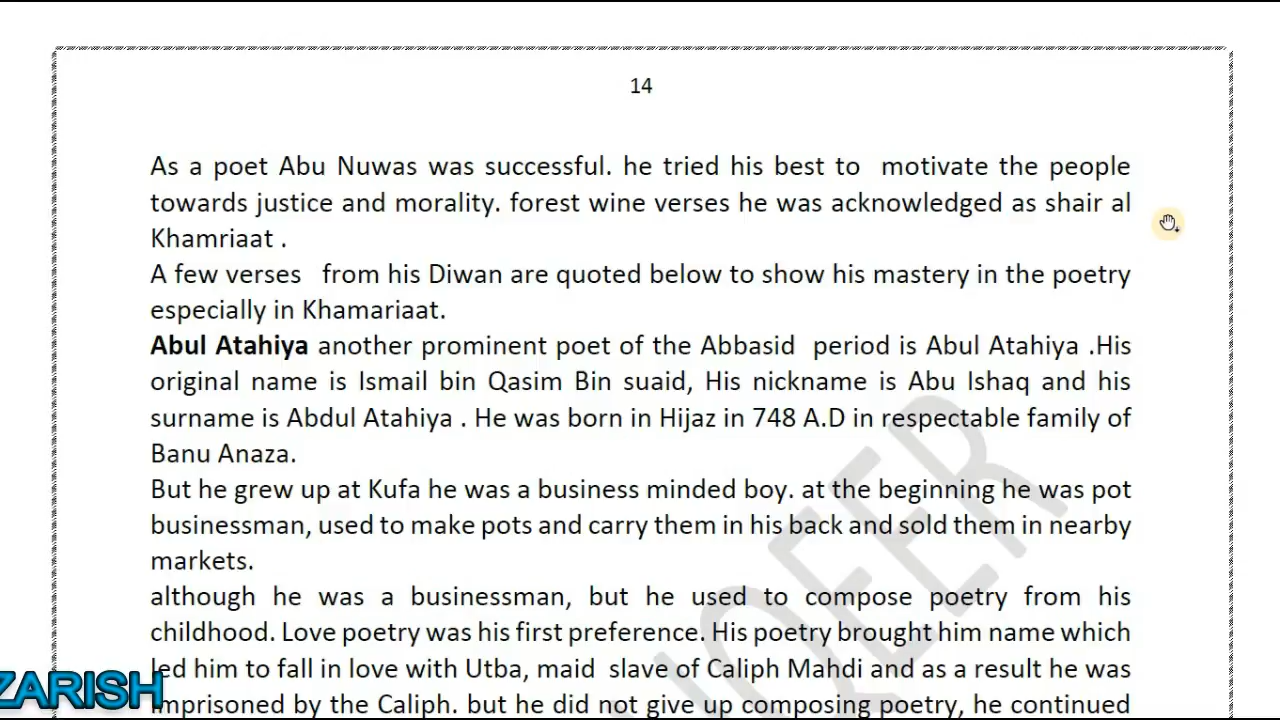 14
As a poet Abu Nuwas was successful. he tried his best to motivate the people
towards justice and morality. forest wine verses he was acknowledged as shair al
Khamriaat .
A few verses from his Diwan are quoted below to show his mastery in the poetry
especially in Khamariaat.
Abul Atahiya another prominent poet of the Abbasid period is Abul Atahiya .His
original name is Ismail bin Qasim Bin suaid, His nickname is Abu Ishaq and his
surname is Abdul Atahiya . He was born in Hijaz in 748 A.D in respectable family of
Banu Anaza.
But he grew up at Kufa he was a business minded boy. at the beginning he was pot
businessman, used to make pots and carry them in his back and sold them in nearby
markets.
although he was a businessman, but he used to compose poetry from his
childhood. Love poetry was his first preference. His poetry brought him name which
led him to fall in love with Utba, maid slave of Caliph Mahdi and as a result he was
imprisoned by the Caliph. but he did not give up composing poetry, he continued
ZARISH